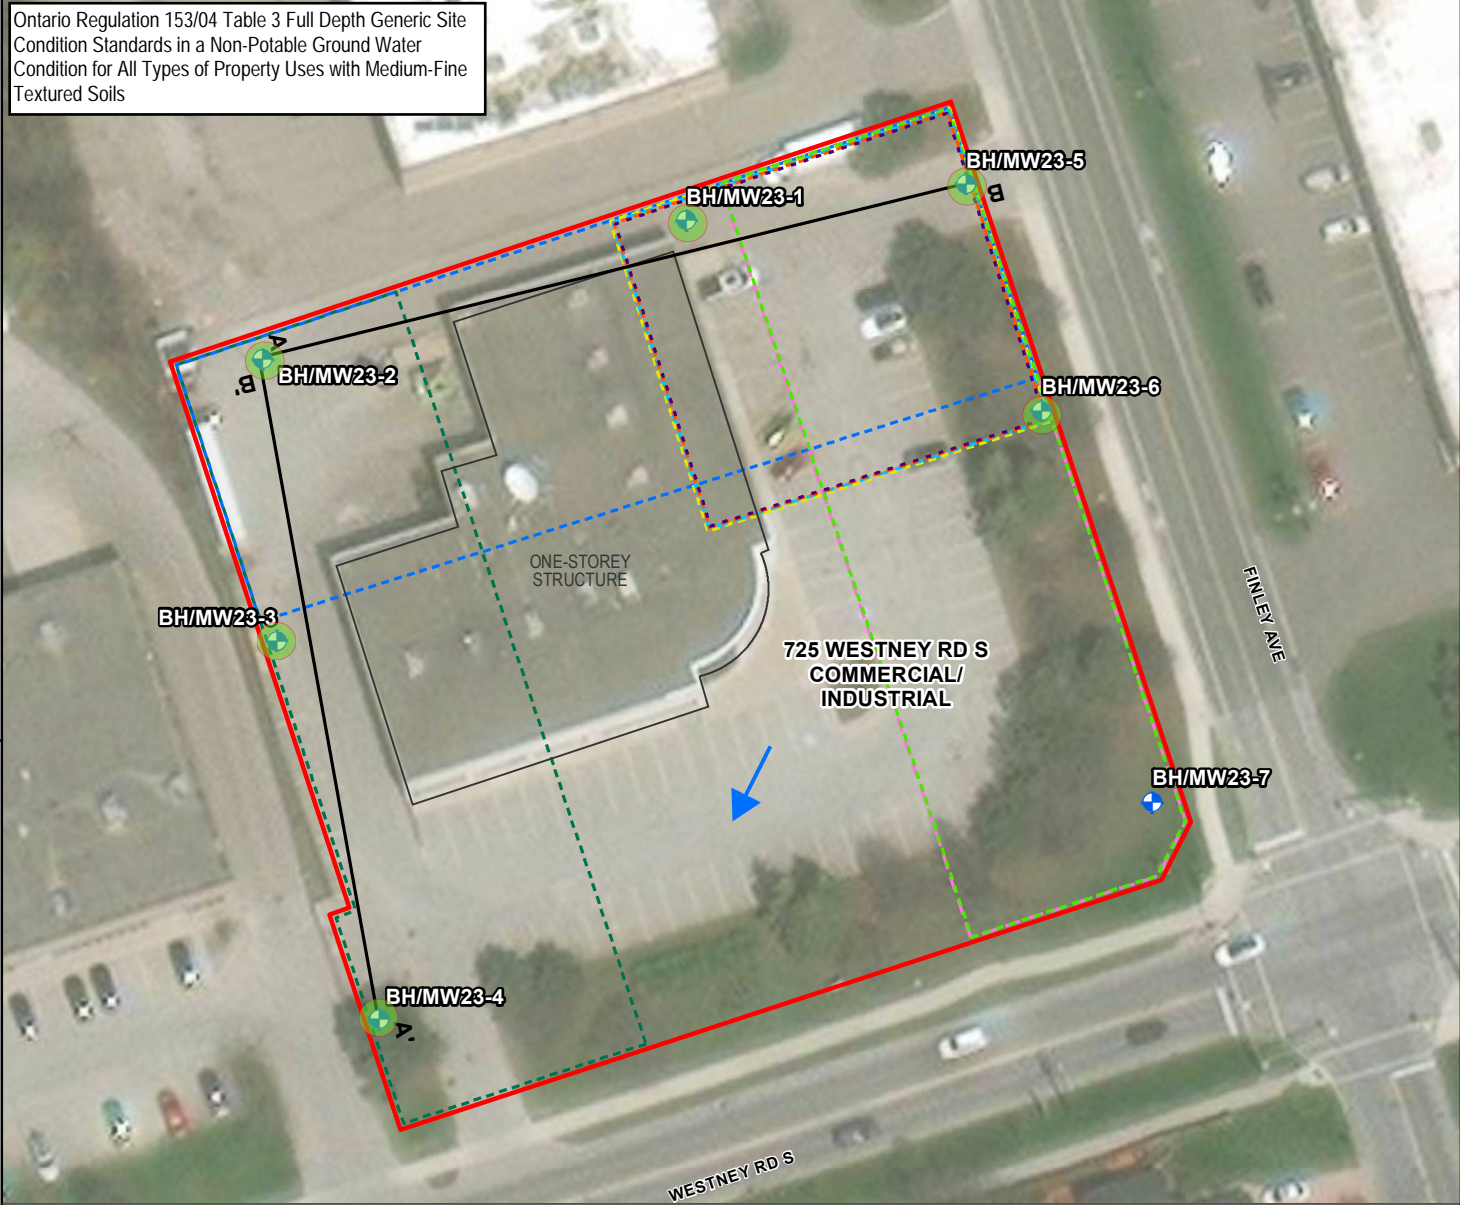 Ontario Regulation 153/04 Table 3 Full Depth Generic Site
Condition Standards in a Non-Potable Ground Water
Condition for All Types of Property Uses with Medium-Fine
Textured Soils
BH/MW23-5
B
BH/MW23-1
A
BH/MW23-2
B'
BH/MW23-6
ONE-STOREY
STRUCTURE
FINLEY AVE
BH/MW23-3
725 WESTNEY RD S
COMMERCIAL/
INDUSTRIAL
BH/MW23-7
BH/MW23-4
A'
WESTNEY RD S